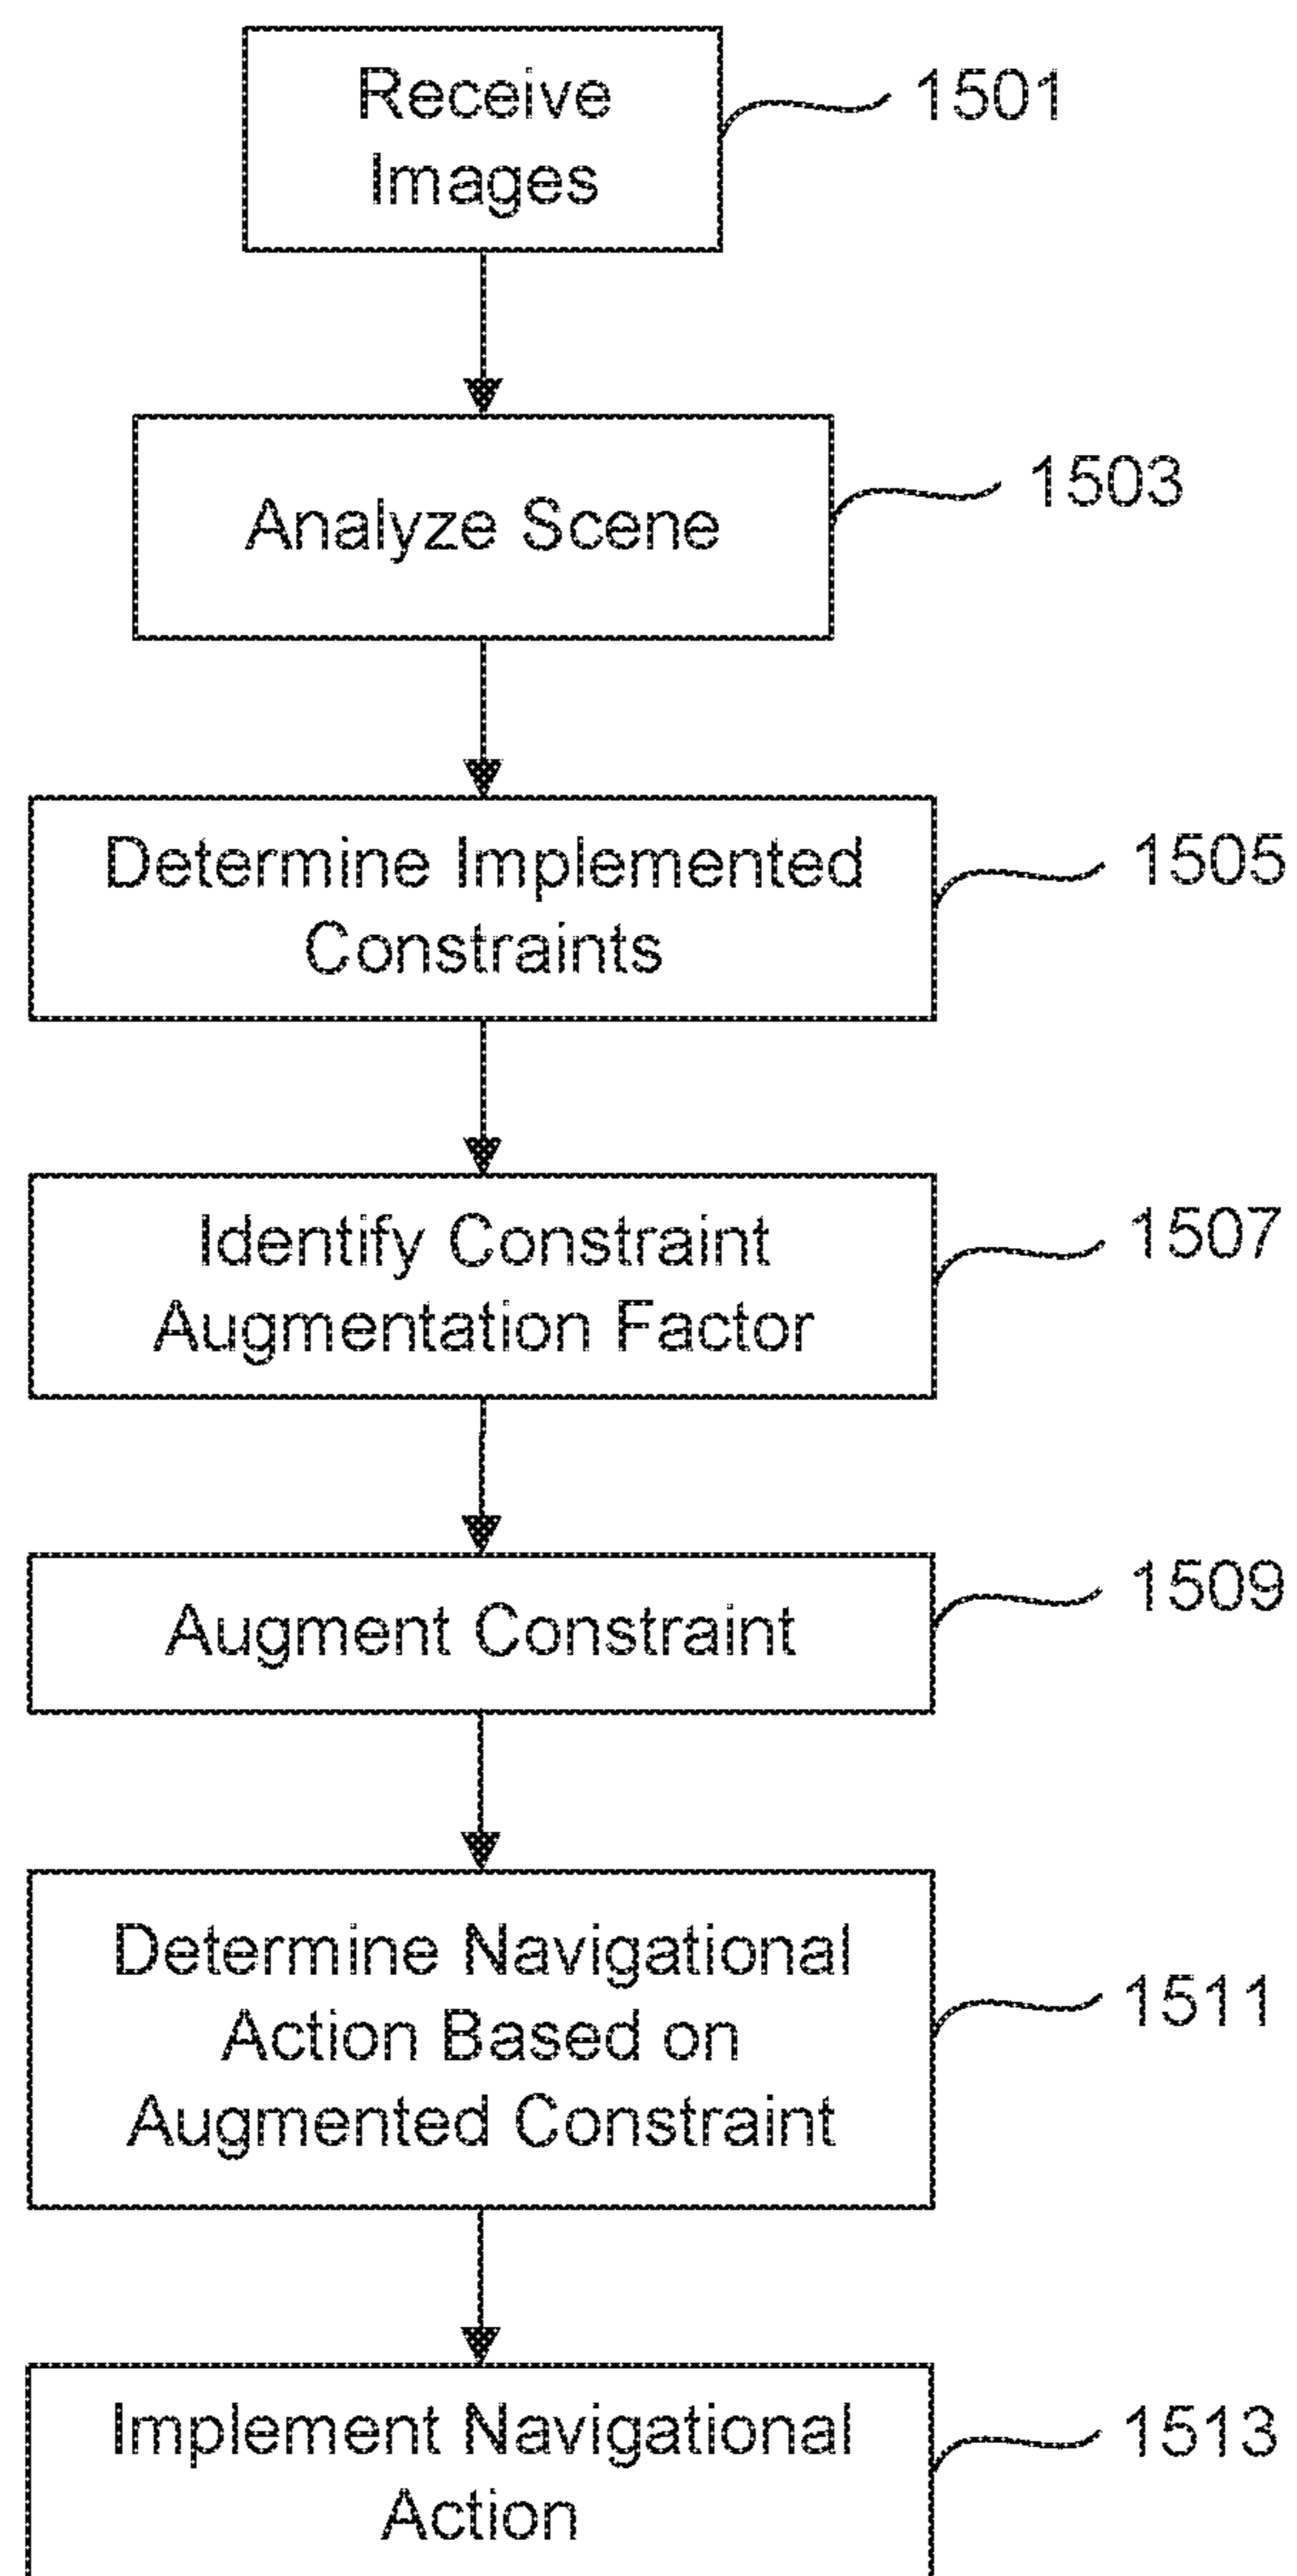 Receive
Images
1501
Analyze Scene
1503
Determine Implemented
Constraints
1505
Identify Constraint
Augmentation Factor
1507
Augment Constraint
1509
Determine Navigational
Action Based on
Augmented Constraint
1511
Implement Navigational
Action
1513